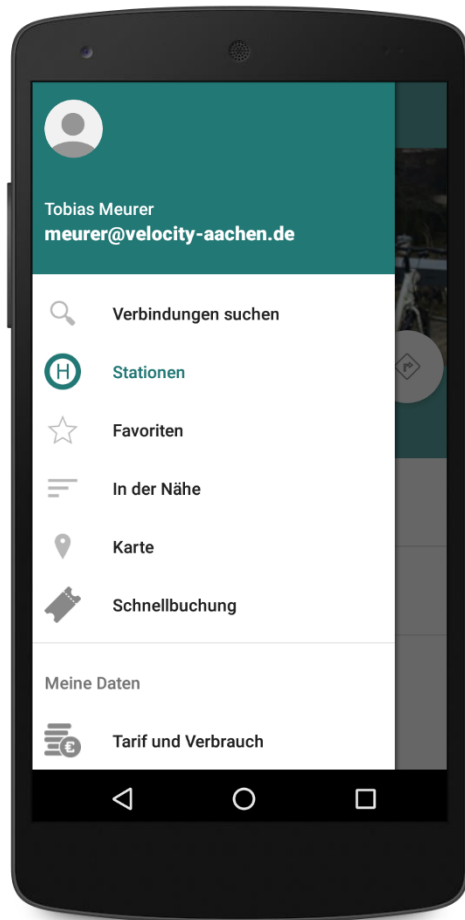 Tobias Meurer
meurer@velocity-aachen.de
Verbindungen suchen
H Stationen
Favoriten
In der Nähe
Karte
Schnellbuchung
Meine Daten
€ Tarif und Verbrauch